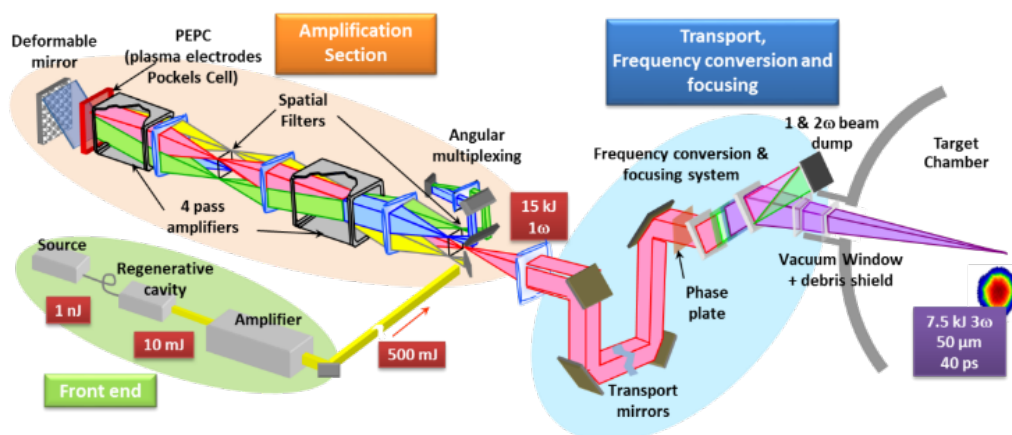 Deformable
mirror
PEPC
(plasma electrodes
Pockels Cell)
Amplification
Section
Spatial
Filters
Angular
multiplexing
4 pass
amplifiers
15 kJ
1ω
Source
Regenerative
cavity
Amplifier
1 nJ
10 mJ
500 mJ
Front end
Transport,
Frequency conversion and
focusing
1 & 2ω beam
dump
Target
Chamber
Frequency conversion &
focusing system
Phase
plate
Vacuum Window
+ debris shield
Transport
mirrors
7.5 kJ 3ω
50 µm
40 ps